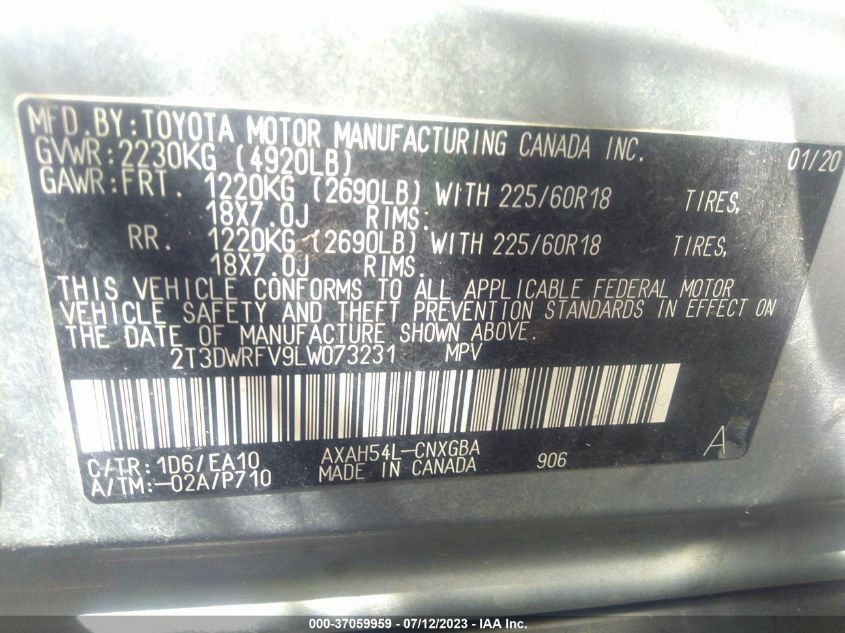 MFD.BY:TOYOTA MOTOR MANUFACTURING CANADA INC. 01/20
GVWR:2230KG (4920LB)
GAWR:FRT. 1220KG (2690LB) WITH 225/60R18 TIRES,
18X7.0J RIMS.
RR. 1220KG (2690LB) WITH 225/60R18 TIRES,
18X7.0J RIMS.
THIS VEHICLE CONFORMS TO ALL APPLICABLE FEDERAL MOTOR
VEHICLE SAFETY AND THEFT PREVENTION STANDARDS IN EFFECT ON
THE DATE OF MANUFACTURE SHOWN ABOVE.
2T3DWRFV9LW073231 MPV
C/TR:1D6/EA10 AXAH54L-CNXGBA A
A/TM:-02A/P710 MADE IN CANADA 906
000-37059959 - 07/12/2023 - IAA Inc.